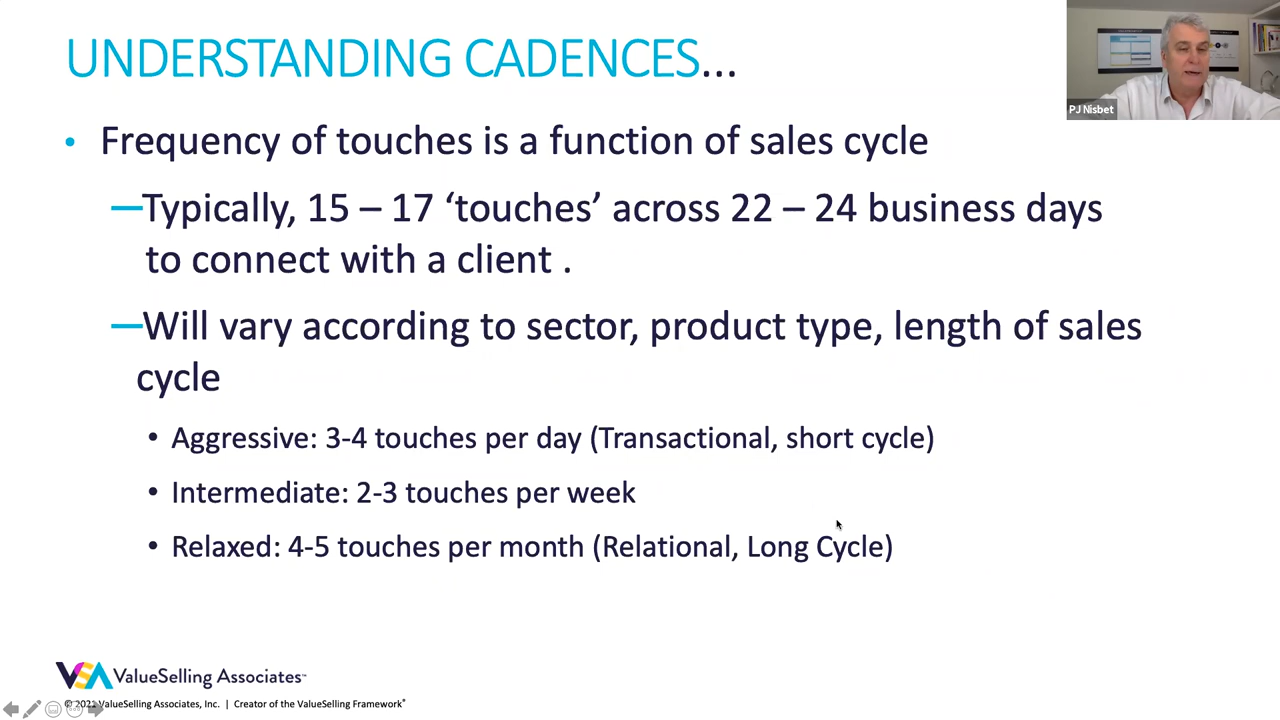 UNDERSTANDING CADENCES...
PJ Nisbet
• Frequency of touches is a function of sales cycle
—Typically, 15 – 17 ‘touches’ across 22 – 24 business days
to connect with a client .
—Will vary according to sector, product type, length of sales
cycle
• Aggressive: 3-4 touches per day (Transactional, short cycle)
• Intermediate: 2-3 touches per week
• Relaxed: 4-5 touches per month (Relational, Long Cycle)
VSA ValueSelling Associates™
© 2021 ValueSelling Associates, Inc. | Creator of the ValueSelling Framework®